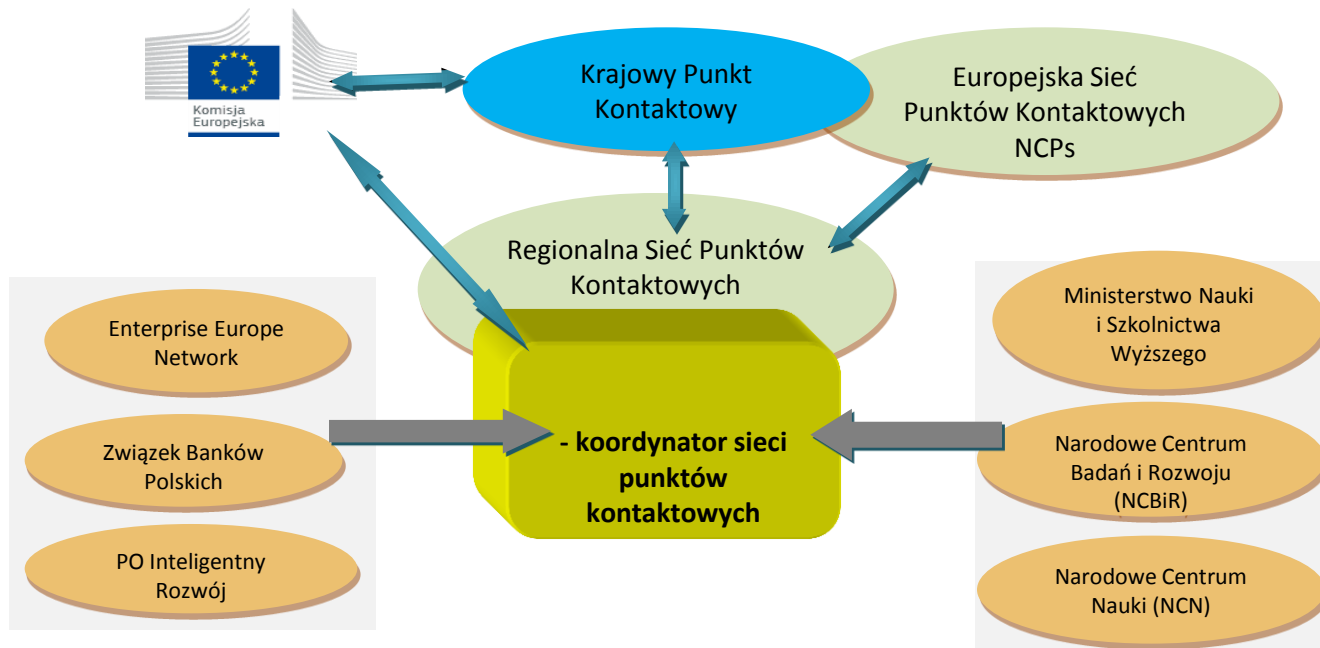 Komisja
Europejska
Krajowy Punkt
Kontaktowy
Europejska Sieć
Punktów Kontaktowych
NCPs
Regionalna Sieć Punktów
Kontaktowych
Enterprise Europe
Network
Związek Banków
Polskich
PO Inteligentny
Rozwój
- koordynator sieci
punktów
kontaktowych
Ministerstwo Nauki
i Szkolnictwa
Wyższego
Narodowe Centrum
Badań i Rozwoju
(NCBiR)
Narodowe Centrum
Nauki (NCN)